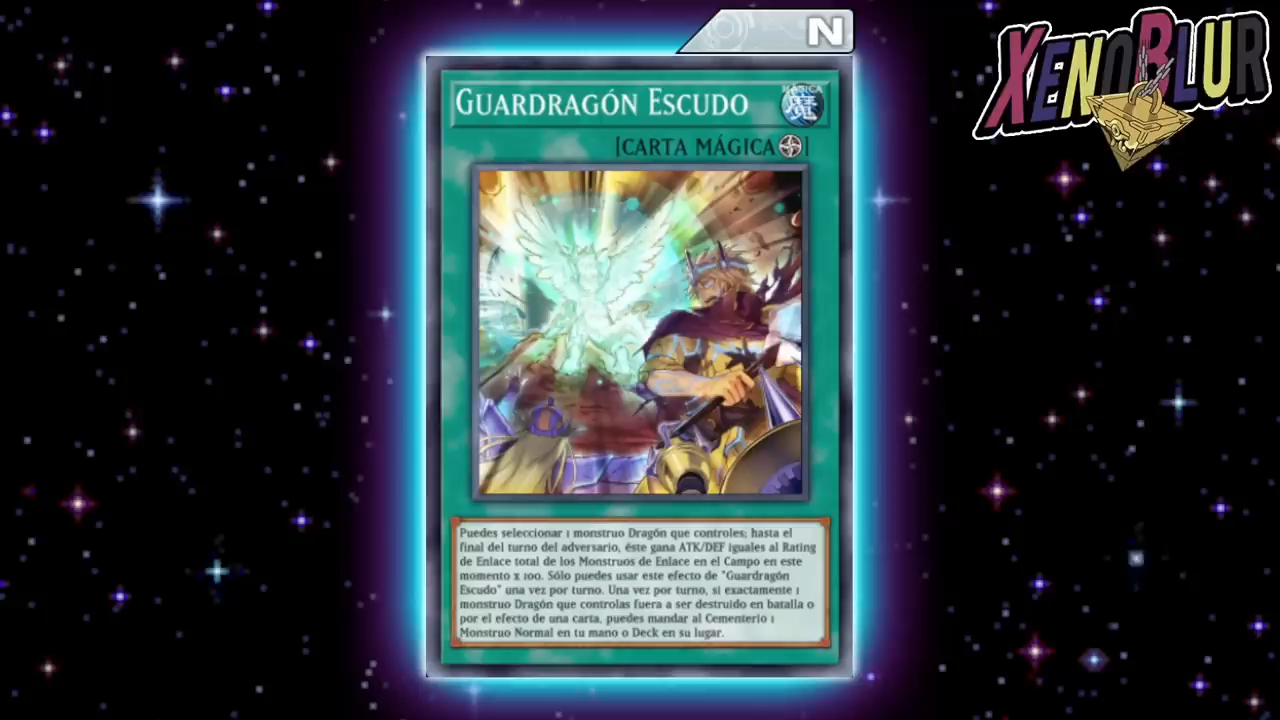 N
XENOBLUR
GUARDRAGÓN ESCUDO
MÁGICA
魔
[CARTA MÁGICA]
Puedes seleccionar 1 monstruo Dragón que controles; hasta el
final del turno del adversario, éste gana ATK/DEF iguales al Rating
de Enlace total de los Monstruos de Enlace en el Campo en este
momento x 100. Sólo puedes usar este efecto de "Guardragón
Escudo" una vez por turno. Una vez por turno, si exactamente 1
monstruo Dragón que controlas fuera a ser destruido en batalla o
por el efecto de una carta, puedes mandar al Cementerio 1
Monstruo Normal en tu mano o Deck en su lugar.